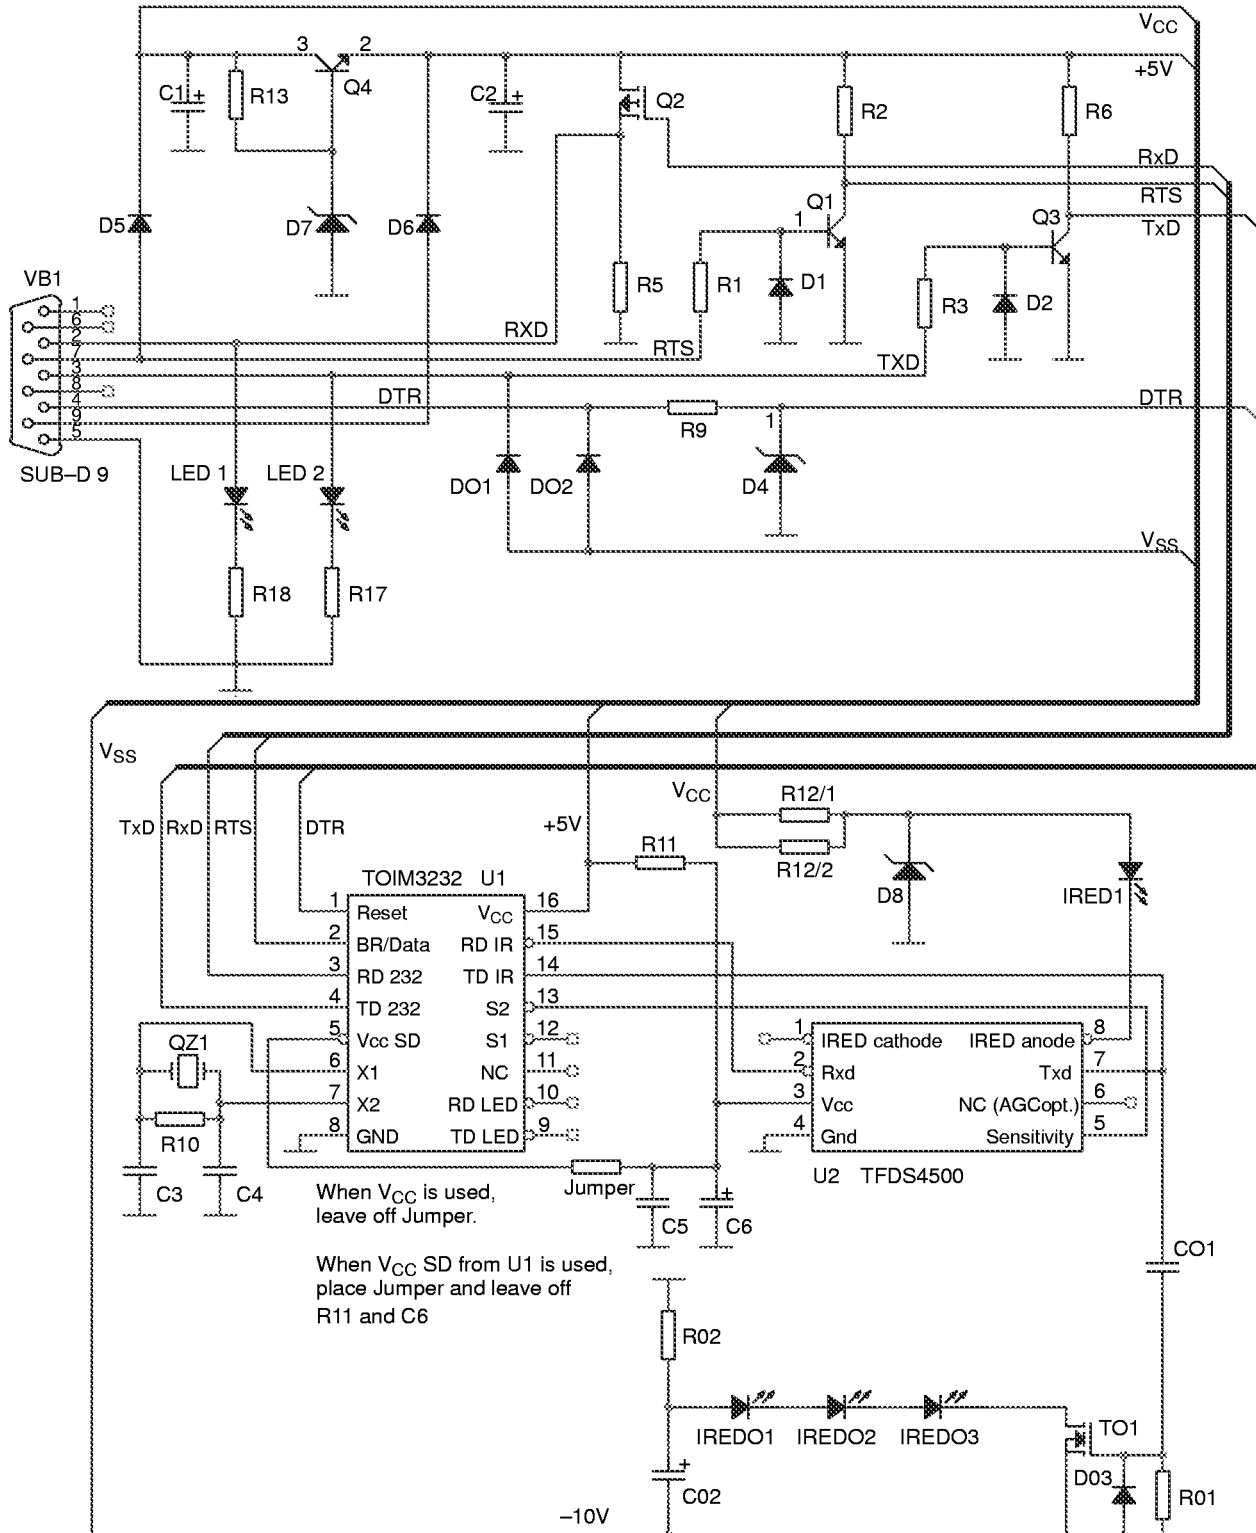 VCC
3 2
+5V
C1 +
R13
Q4
C2 +
Q2
R2
R6
RxD
RTS
TxD
D5
D7
D6
1
Q1
Q3
VB1
R5
R1
D1
R3
D2
1
6
2
7
3
8
4
9
5
RXD
RTS
TXD
DTR
R9
1
DTR
SUB–D 9
LED 1
LED 2
DO1
DO2
D4
VSS
R18
R17
VSS
VCC
R12/1
TxD
RxD
RTS
DTR
+5V
R11
R12/2
D8
IRED1
TOIM3232 U1
1 Reset VCC 16
2 BR/Data RD IR 15
3 RD 232 TD IR 14
4 TD 232 S2 13
5 Vcc SD S1 12
6 X1 NC 11
7 X2 RD LED 10
8 GND TD LED 9
QZ1
R10
C3
C4
1 IRED cathode IRED anode 8
2 Rxd Txd 7
3 Vcc NC (AGCopt.) 6
4 Gnd Sensitivity 5
U2 TFDS4500
Jumper
C5
+
C6
When VCC is used,
leave off Jumper.
When VCC SD from U1 is used,
place Jumper and leave off
R11 and C6
CO1
R02
IREDO1
IREDO2
IREDO3
TO1
+
C02
D03
R01
–10V